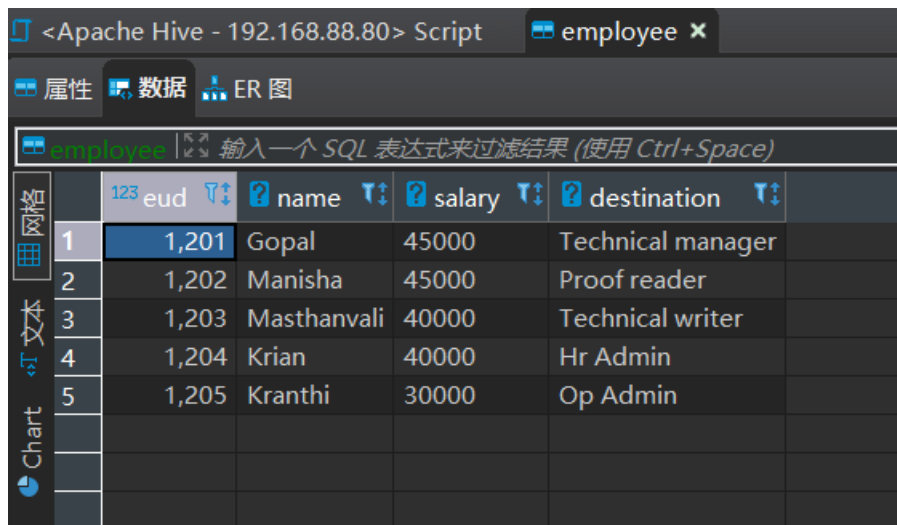 <Apache Hive - 192.168.88.80> Script employee
属性 数据 ER 图
employee 输入一个 SQL 表达式来过滤结果 (使用 Ctrl+Space)
网格
文本
Chart
123 eud ? name ? salary ? destination
1 1,201 Gopal 45000 Technical manager
2 1,202 Manisha 45000 Proof reader
3 1,203 Masthanvali 40000 Technical writer
4 1,204 Krian 40000 Hr Admin
5 1,205 Kranthi 30000 Op Admin